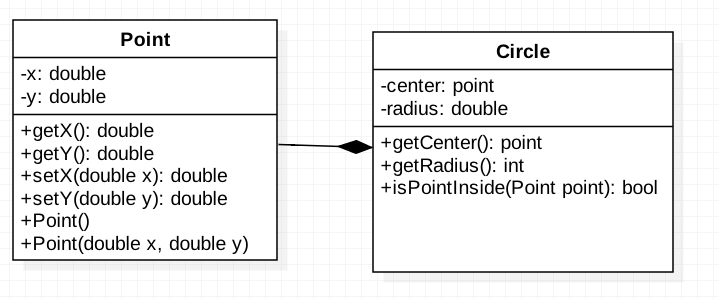 Point
-x: double
-y: double
+getX(): double
+getY(): double
+setX(double x): double
+setY(double y): double
+Point()
+Point(double x, double y)
Circle
-center: point
-radius: double
+getCenter(): point
+getRadius(): int
+isPointInside(Point point): bool